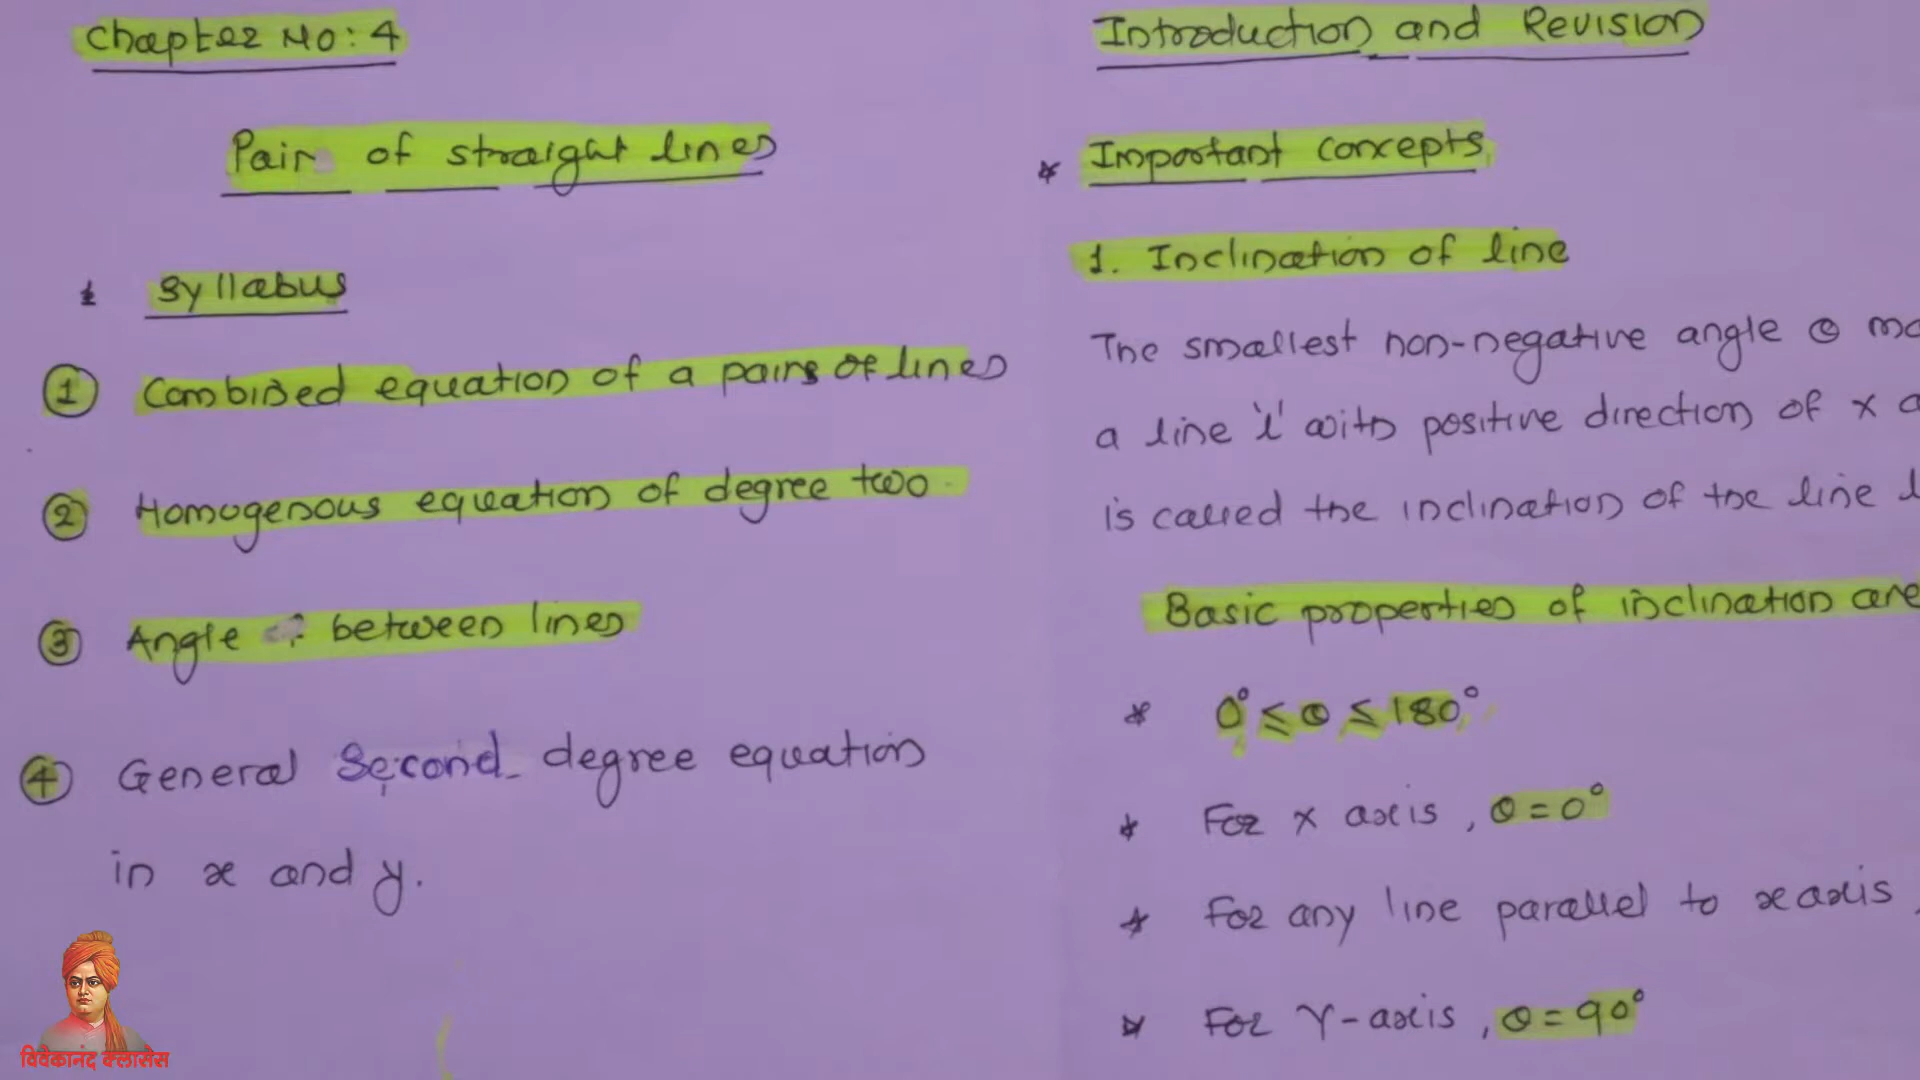 Chapter No: 4
Pair of straight lines
Syllabus
① Combined equation of a pairs of lines
② Homogenous equation of degree two
③ Angle between lines
④ General Second degree equation
in x and y.
Introduction and Revision
* Important concepts
1. Inclination of line
The smallest non-negative angle θ
a line 'l' with positive direction of x
is called the inclination of the line l
Basic properties of inclination are
* 0° ≤ θ ≤ 180°
* For x axis, θ = 0°
* For any line parallel to x axis,
* For Y-axis, θ = 90°
विवेकानंद क्लासेस